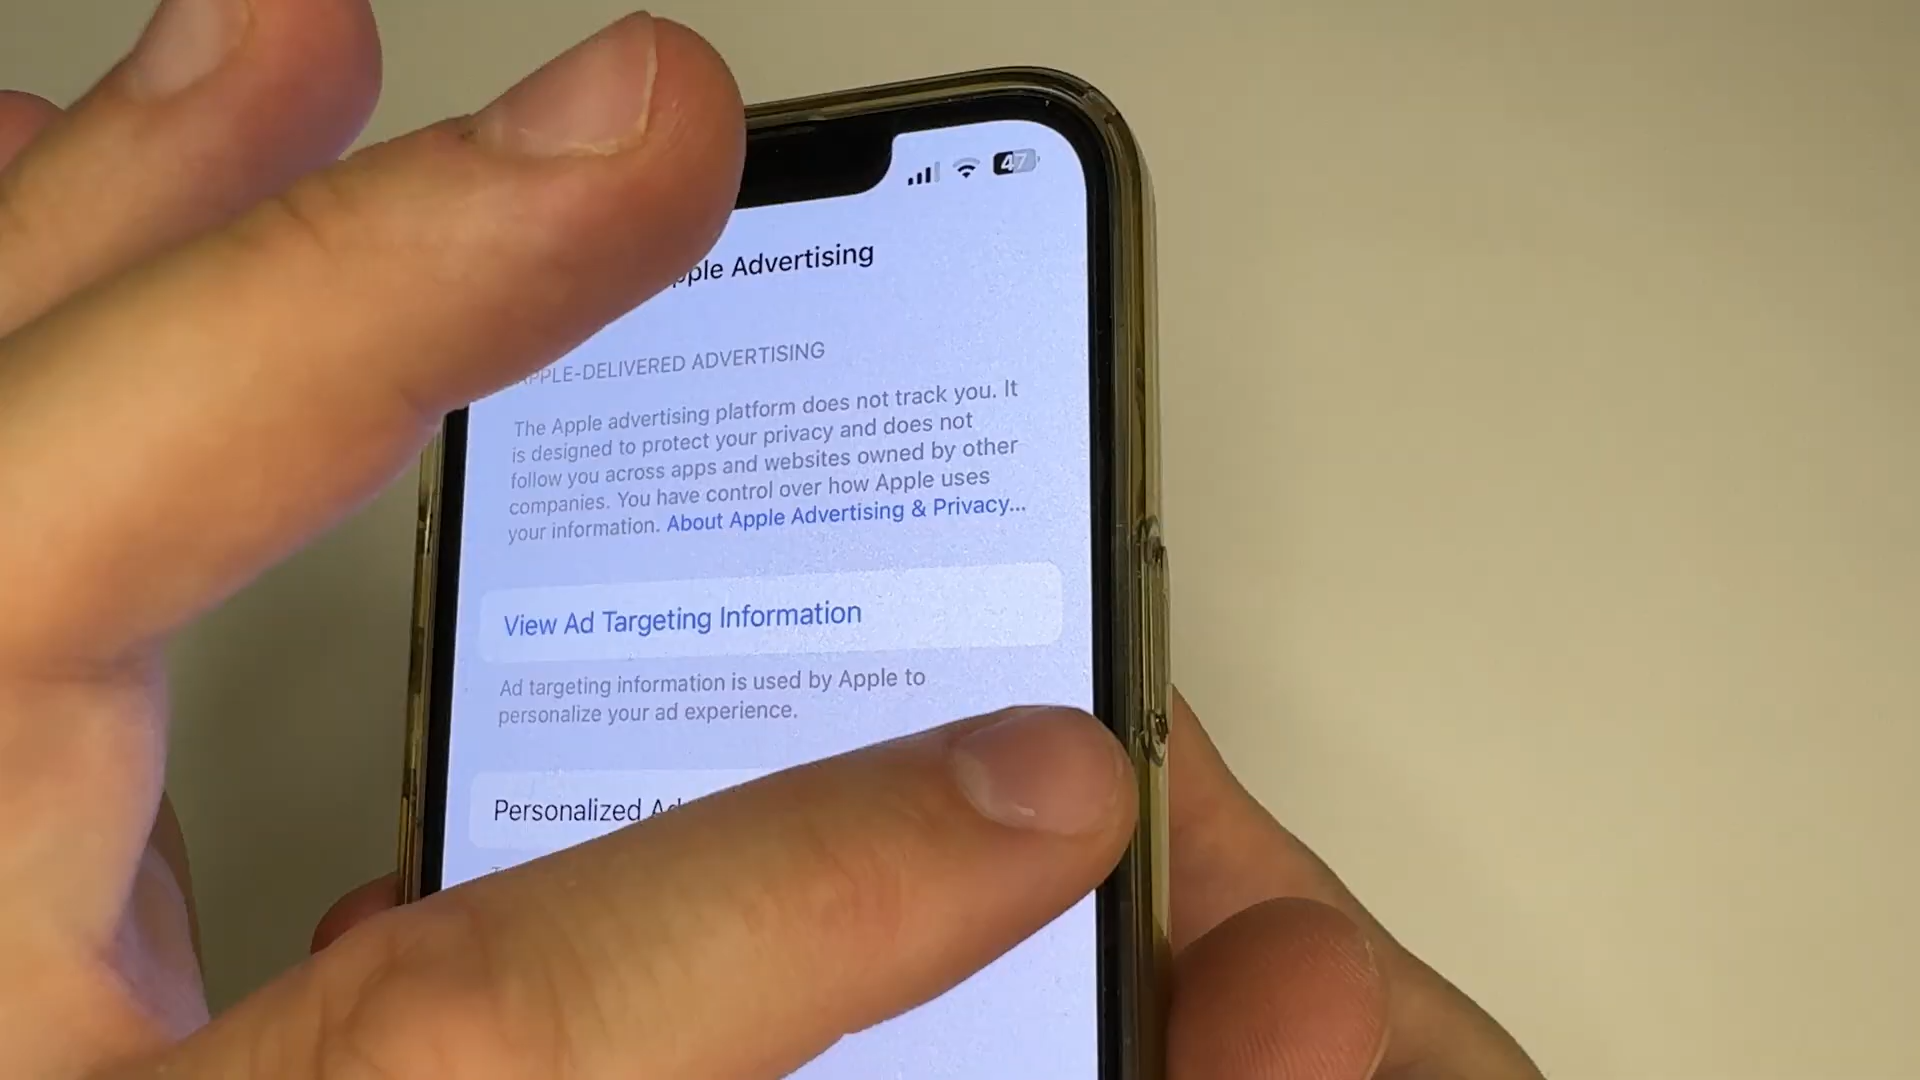 47
Advertising
APPLE-DELIVERED ADVERTISING
The Apple advertising platform does not track you. It
is designed to protect your privacy and does not
follow you across apps and websites owned by other
companies. You have control over how Apple uses
your information. About Apple Advertising & Privacy...
View Ad Targeting Information
Ad targeting information is used by Apple to
personalize your ad experience.
Personalized